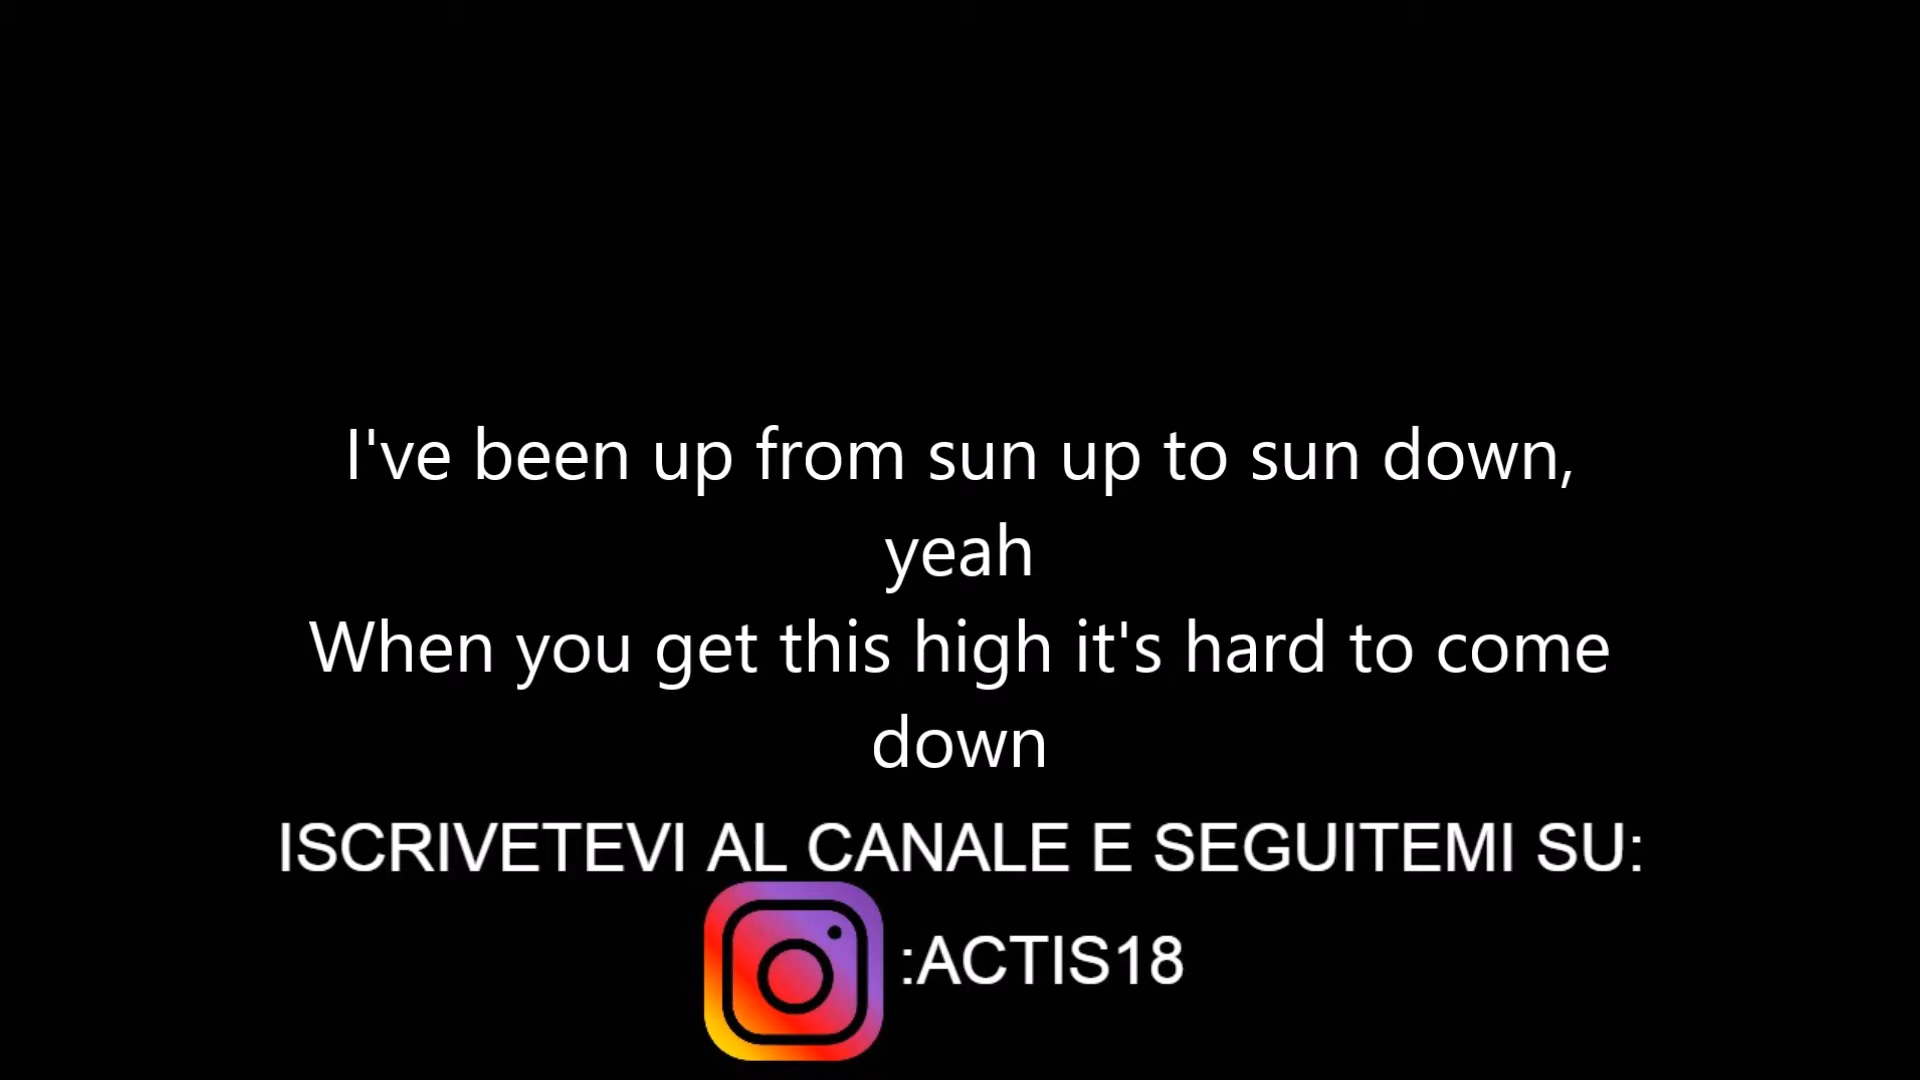 I've been up from sun up to sun down,
yeah
When you get this high it's hard to come
down
ISCRIVETEVI AL CANALE E SEGUITEMI SU:
:ACTIS18